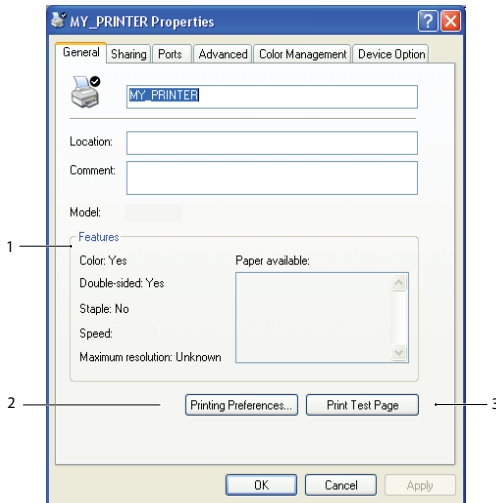 MY_PRINTER Properties
General Sharing Ports Advanced Color Management Device Option
MY_PRINTER
Location:
Comment:
Model:
1
Features
Color: Yes
Paper available:
Double-sided: Yes
Staple: No
Speed:
Maximum resolution: Unknown
2
Printing Preferences...
Print Test Page
3
OK
Cancel
Apply